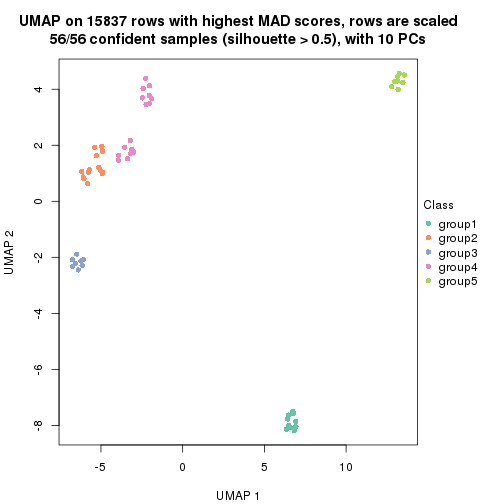 UMAP on 15837 rows with highest MAD scores, rows are scaled
56/56 confident samples (silhouette > 0.5), with 10 PCs
4
2
0
-2
-4
-6
-8
UMAP 2
-5
0
5
10
UMAP 1
Class
group1
group2
group3
group4
group5